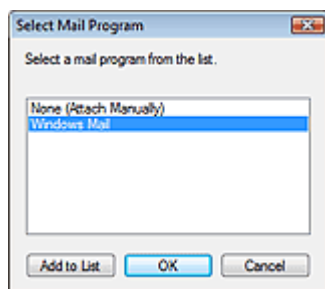 Select Mail Program
Select a mail program from the list.
None (Attach Manually)
Windows Mail
Add to List
OK
Cancel